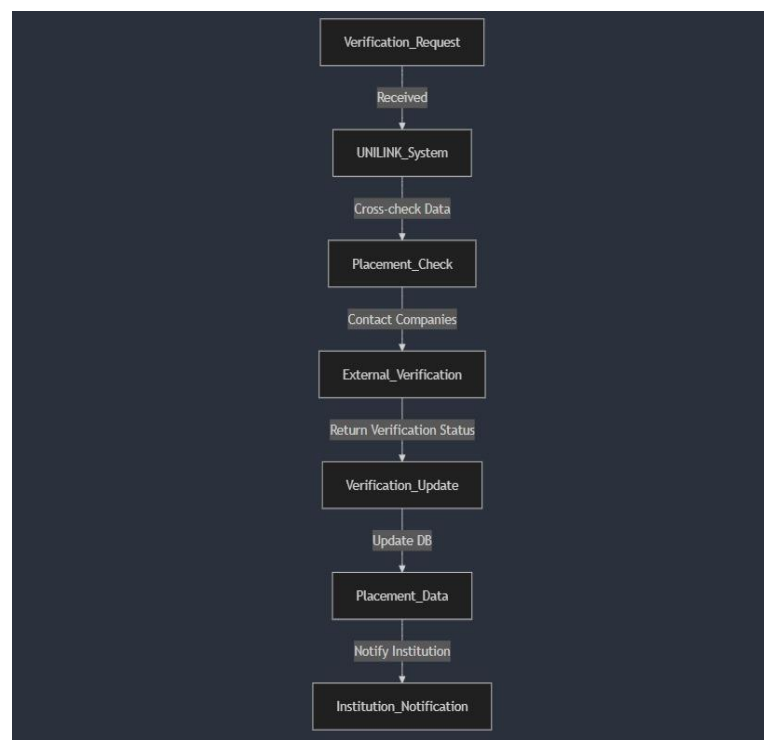 Verification_Request
Received
UNILINK_System
Cross-check Data
Placement_Check
Contact Companies
External_Verification
Return Verification Status
Verification_Update
Update DB
Placement_Data
Notify Institution
Institution_Notification